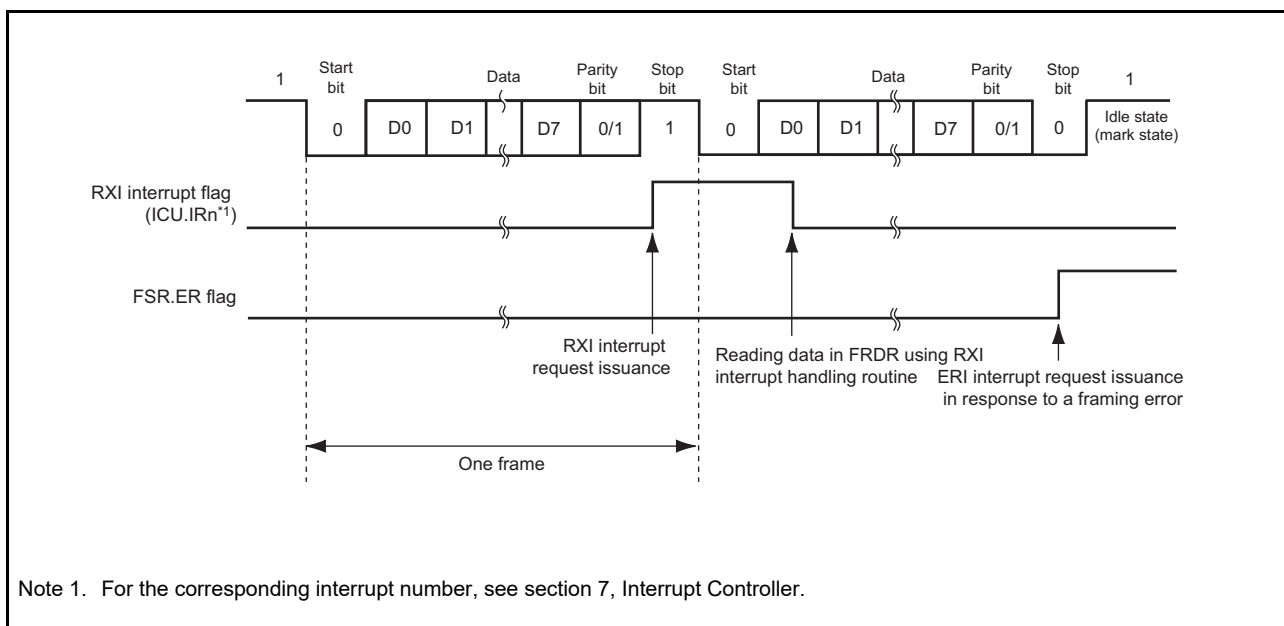 1
Start
bit
Data
Parity
bit
Stop
bit
Start
bit
Data
Parity
bit
Stop
bit
1
0
D0
D1
D7
0/1
1
0
D0
D1
D7
0/1
0
Idle state
(mark state)
RXI interrupt flag
(ICU.IRn*1)
FSR.ER flag
RXI interrupt
request issuance
Reading data in FRDR using RXI
interrupt handling routine
ERI interrupt request issuance
in response to a framing error
One frame
Note 1. For the corresponding interrupt number, see section 7, Interrupt Controller.